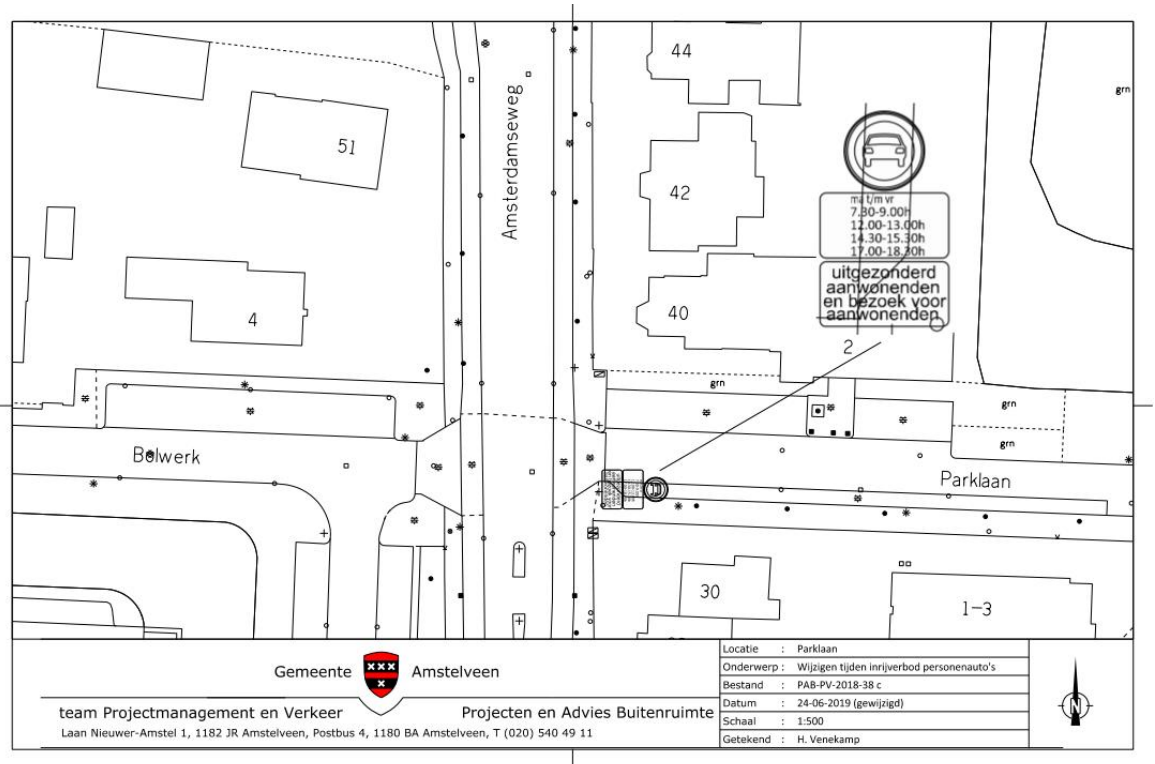 44
grn
51
Amsterdamseweg
42
ma t/m vr
7.30-9.00h
12.00-13.00h
14.30-15.30h
17.00-18.30h
uitgezonderd
aanwonenden
en bezoek voor
aanwonenden
4
40
2
grn
grn
grn
Bolwerk
Parklaan
30
1-3
Gemeente Amstelveen
team Projectmanagement en Verkeer Projecten en Advies Buitenruimte
Laan Nieuwer-Amstel 1, 1182 JR Amstelveen, Postbus 4, 1180 BA Amstelveen, T (020) 540 49 11
Locatie : Parklaan
Onderwerp : Wijzigen tijden inrijverbod personenauto's
Bestand : PAB-PV-2018-38 c
Datum : 24-06-2019 (gewijzigd)
Schaal : 1:500
Getekend : H. Venekamp